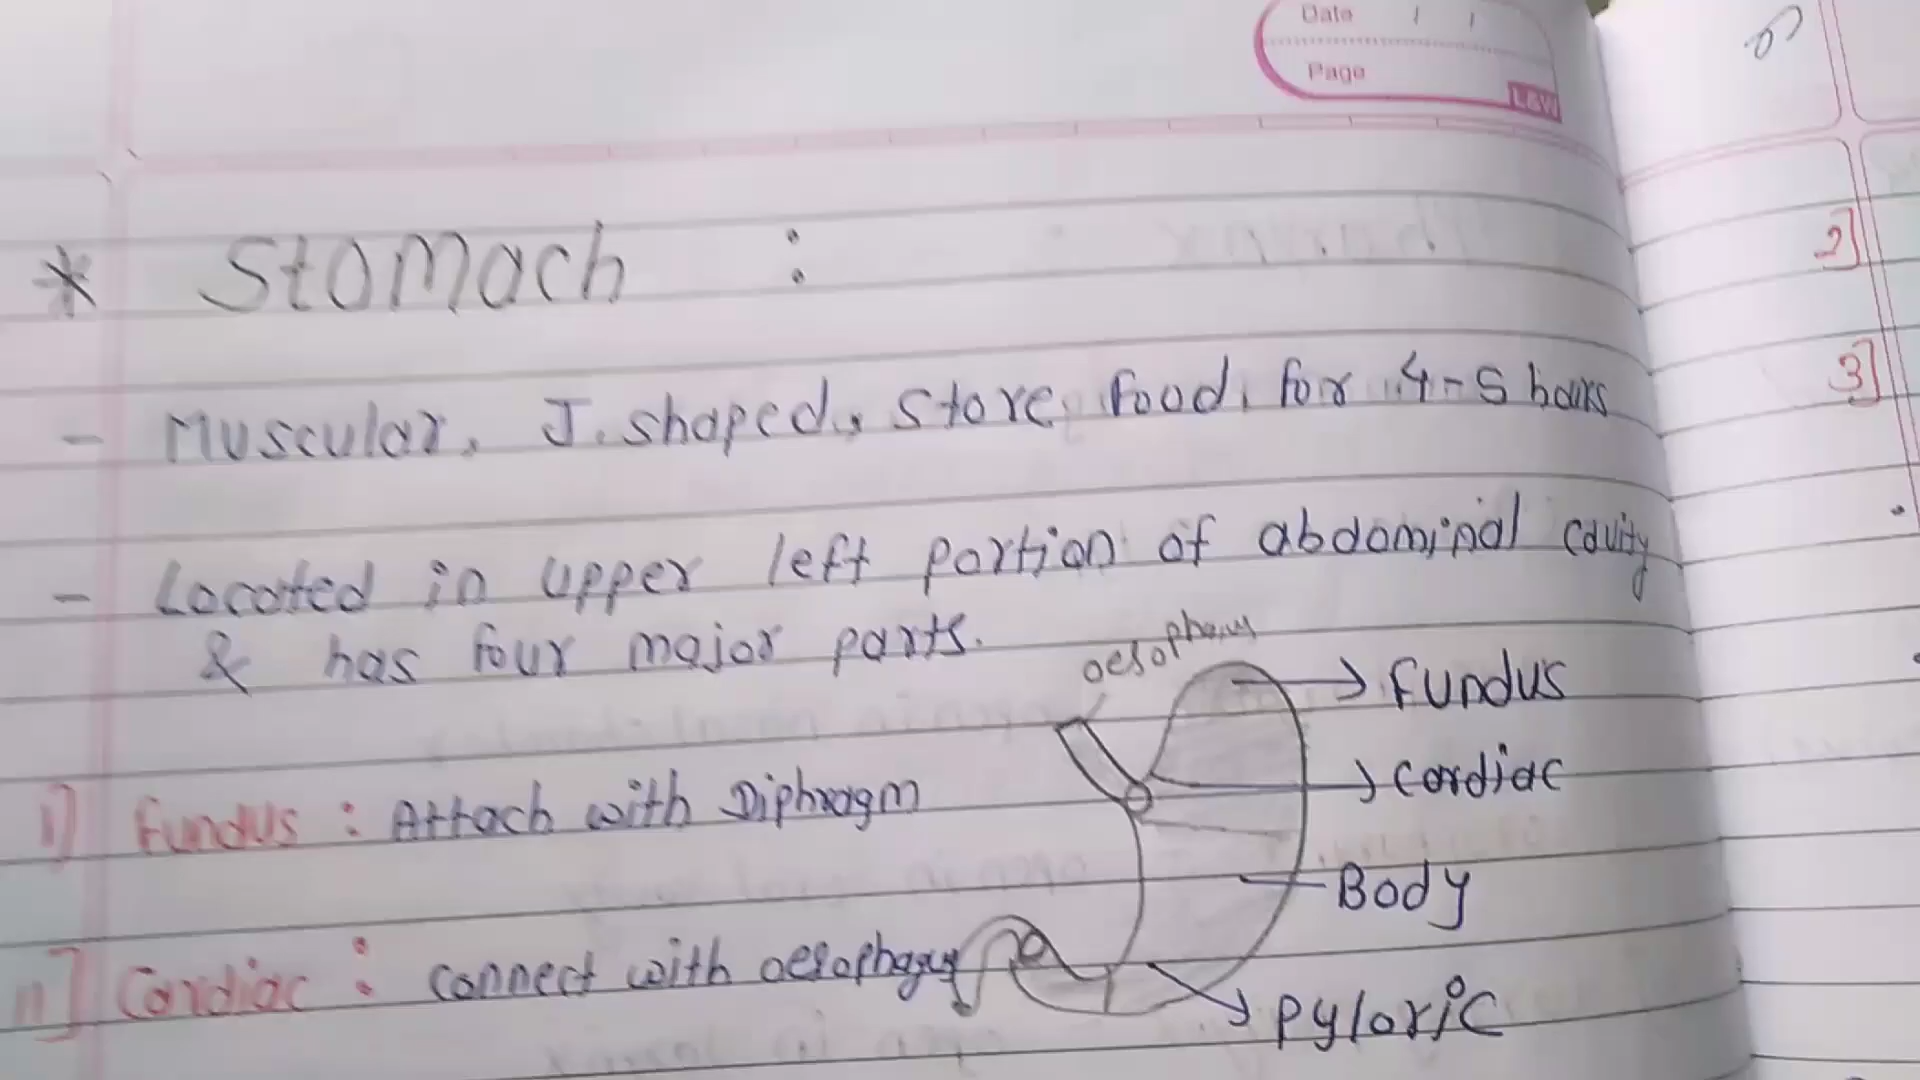 Date / /
Page
L&W
* Stomach :
- Muscular, J. shaped, store food, for 4-5 hours
- Located in upper left portion of abdominal cavity
& has four major parts.
oesophagus
Fundus
cardiac
Body
pyloric
i] Fundus : Attach with Diphragm
ii] Cardiac : connect with oesophagus
2]
3]